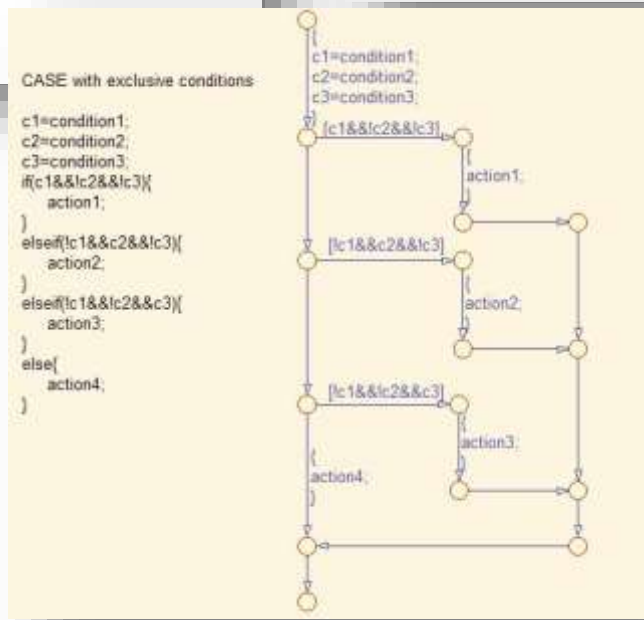 CASE with exclusive conditions
c1=condition1;
c2=condition2;
c3=condition3;
if(c1&&!c2&&!c3){
action1;
}
elseif(!c1&&c2&&!c3){
action2;
}
elseif(!c1&&!c2&&c3){
action3;
}
else{
action4;
}
{
c1=condition1;
c2=condition2;
c3=condition3;
}
[c1&&!c2&&!c3]
{
action1;
}
[!c1&&c2&&!c3]
{
action2;
}
[!c1&&!c2&&c3]
{
action3;
}
{
action4;
}